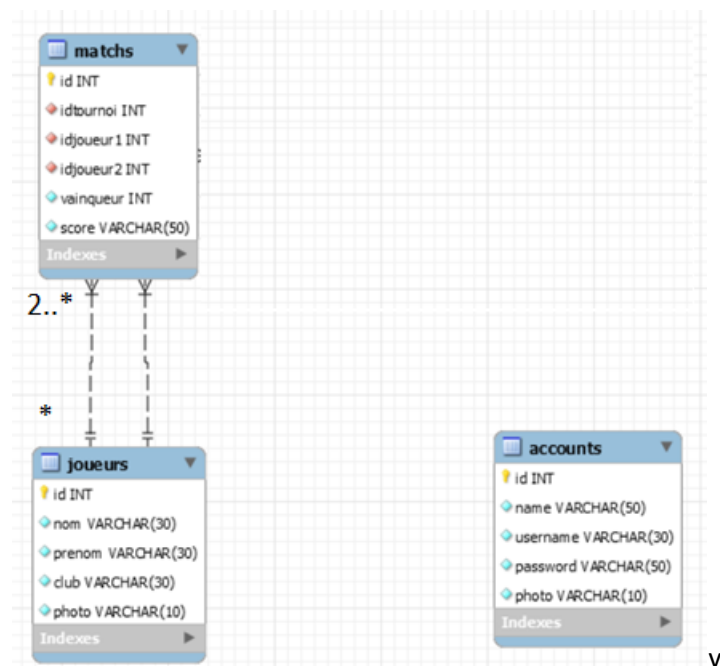 matchs
id INT
idtournoi INT
idjoueur1 INT
idjoueur2 INT
vainqueur INT
score VARCHAR(50)
Indexes
2..*
*
joueurs
id INT
nom VARCHAR(30)
prenom VARCHAR(30)
club VARCHAR(30)
photo VARCHAR(10)
Indexes
accounts
id INT
name VARCHAR(50)
username VARCHAR(30)
password VARCHAR(50)
photo VARCHAR(10)
Indexes